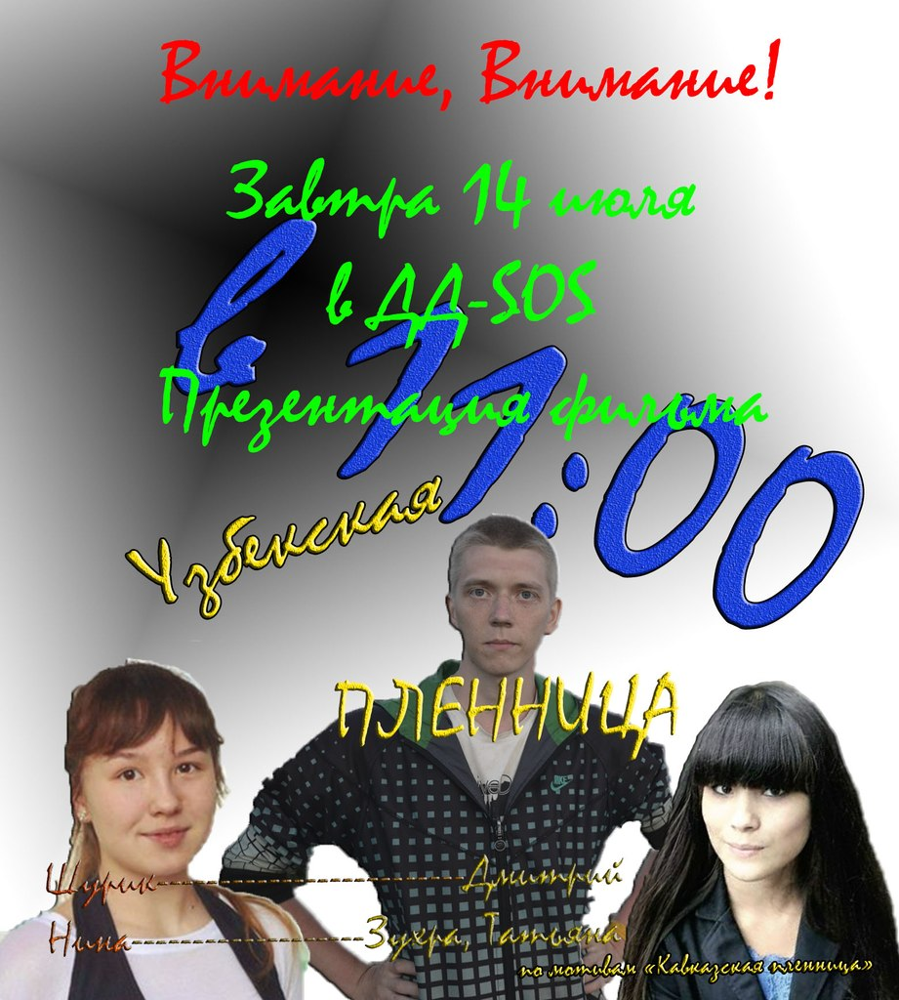 Внимание, Внимание!
Завтра 14 июля
в ДД-SOS
в 11:00
Презентация фильма
Узбекская
ПЛЕННИЦА
Шурик--------------------------Дмитрий
Нина--------------------Зухра, Татьяна
по мотивам «Кавказская пленница»